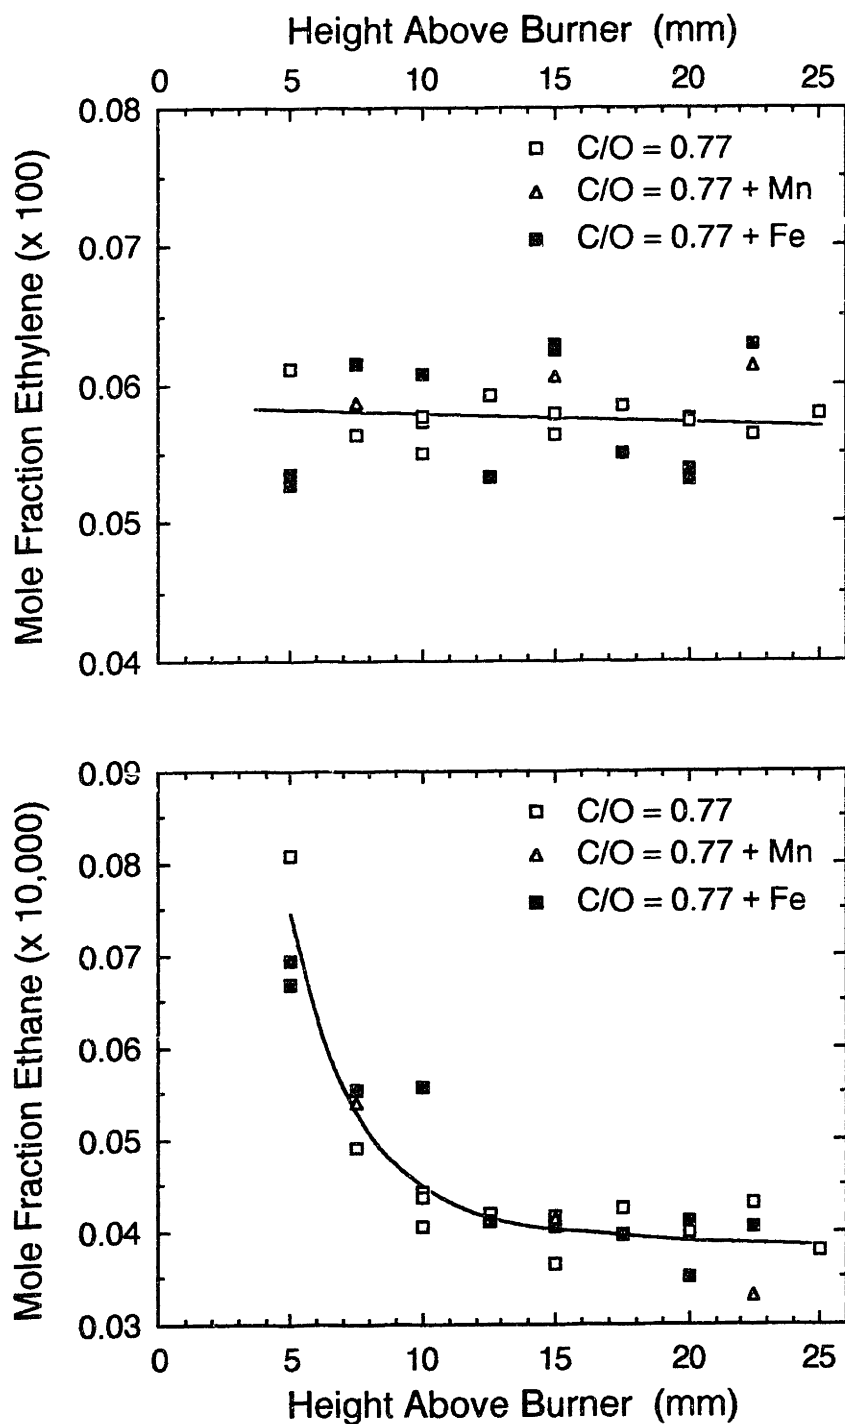 Height Above Burner (mm)
0 5 10 15 20 25
0.08
0.07
0.06
0.05
0.04
Mole Fraction Ethylene (x 100)
C/O = 0.77
C/O = 0.77 + Mn
C/O = 0.77 + Fe
0.09
0.08
0.07
0.06
0.05
0.04
0.03
Mole Fraction Ethane (x 10,000)
C/O = 0.77
C/O = 0.77 + Mn
C/O = 0.77 + Fe
0 5 10 15 20 25
Height Above Burner (mm)